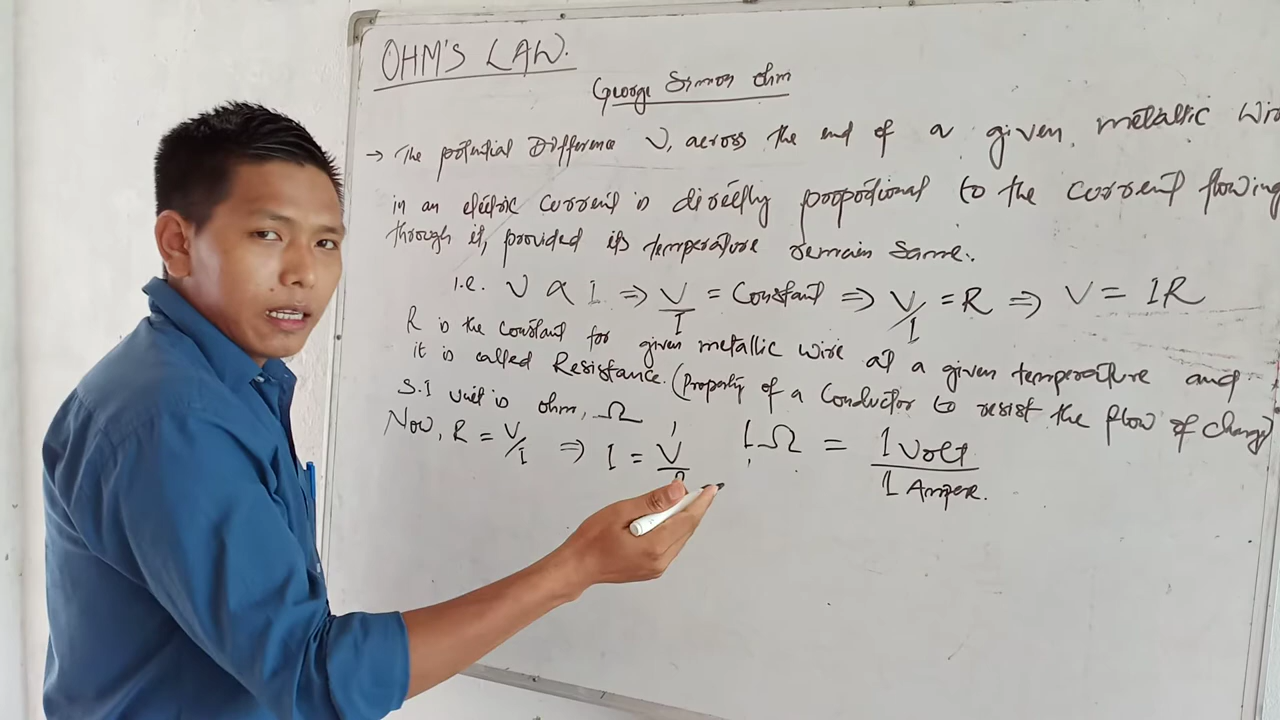 OHM'S LAW.
George Simon Ohm
→ The potential Difference V, across the end of a given metallic wire
in an electric current is directly proportional to the current flowing
through it, provided its temperature remain same.
i.e. V ∝ I ⇒ V/I = Constant ⇒ V/I = R ⇒ V = IR
R is the constant for given metallic wire at a given temperature and
it is called Resistance. (Property of a Conductor to resist the flow of charge)
S.I unit is ohm, Ω
Now, R = V/I ⇒ I = V/R 1Ω = 1 Volt / 1 Amper.